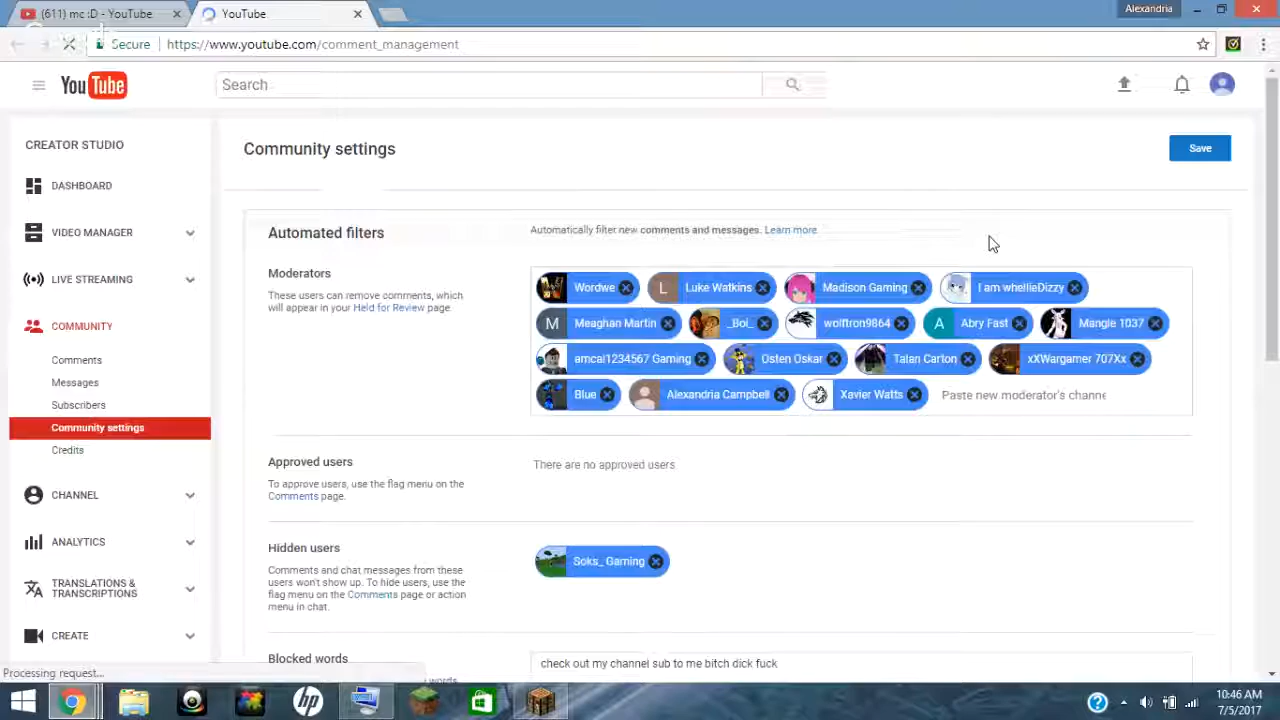 (611) mc D - YouTube
YouTube
Alexandria
Secure
https://www.youtube.com/comment_management
YouTube
Search
CREATOR STUDIO
DASHBOARD
VIDEO MANAGER
LIVE STREAMING
COMMUNITY
Comments
Messages
Subscribers
Community settings
Credits
CHANNEL
ANALYTICS
TRANSLATIONS &
TRANSCRIPTIONS
CREATE
Community settings
Save
Automated filters
Automatically filter new comments and messages. Learn more
Moderators
These users can remove comments, which
will appear in your Held for Review page.
Wordwe
L Luke Watkins
Madison Gaming
I am whellieDizzy
M Meaghan Martin
_Boi_
wolftron9864
A Abry Fast
Mangle 1037
amcal1234567 Gaming
Osten Oskar
Talan Carton
xXWargamer 707Xx
Blue
Alexandria Campbell
Xavier Watts
Paste new moderator's channe
Approved users
To approve users, use the flag menu on the
Comments page.
There are no approved users
Hidden users
Comments and chat messages from these
users won't show up. To hide users, use the
flag menu on the Comments page or action
menu in chat.
Soks_ Gaming
Blocked words
words
check out my channel sub to me bitch dick fuck
Processing request...
hp
?
10:46 AM
7/5/2017